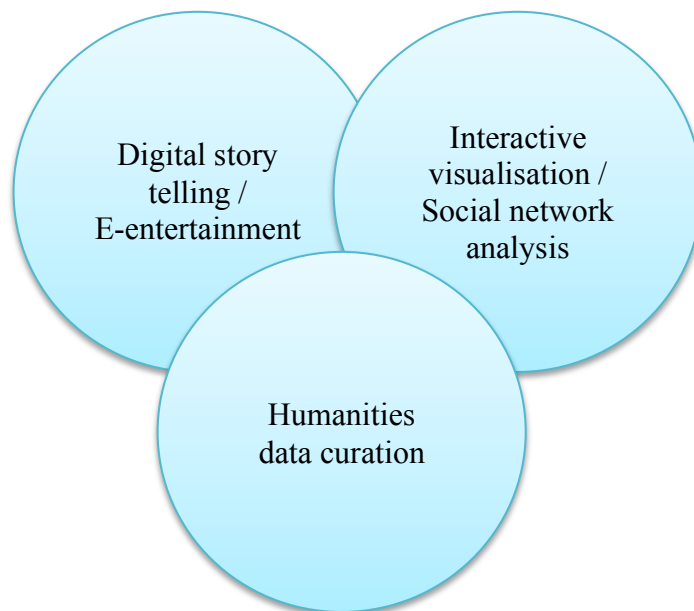 Digital story
telling /
E-entertainment
Interactive
visualisation /
Social network
analysis
Humanities
data curation